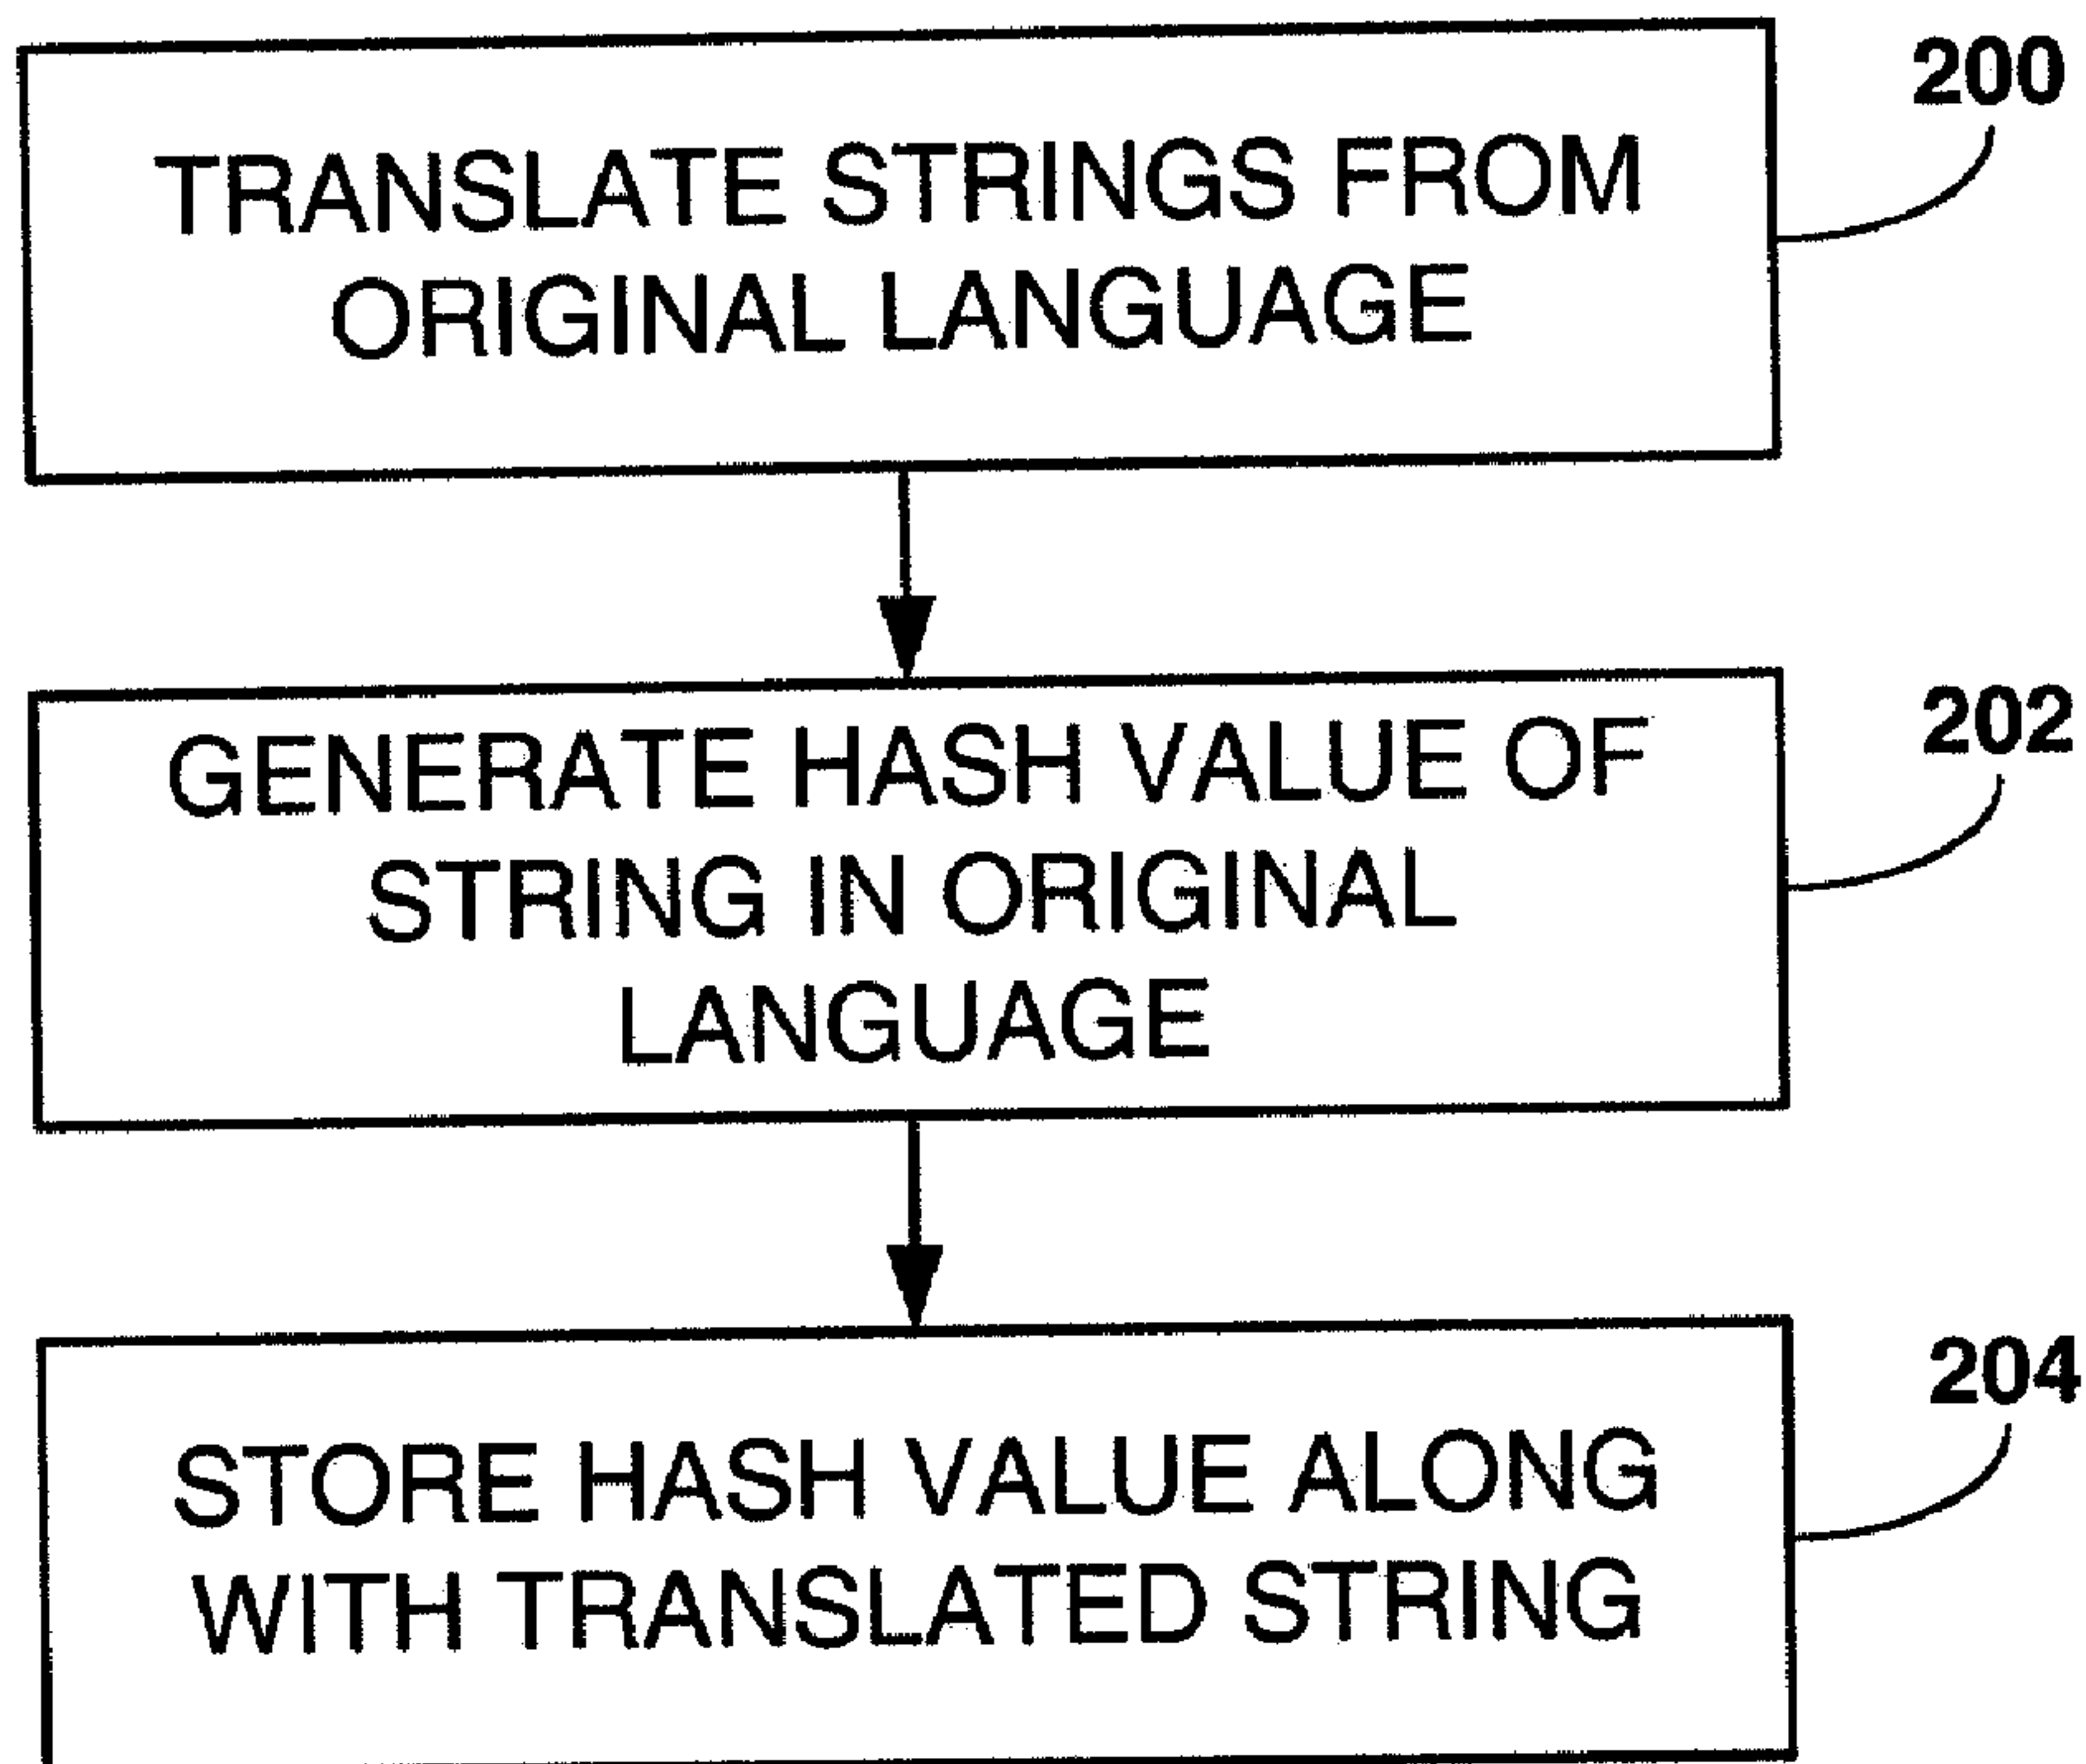 200
TRANSLATE STRINGS FROM
ORIGINAL LANGUAGE
202
GENERATE HASH VALUE OF
STRING IN ORIGINAL
LANGUAGE
204
STORE HASH VALUE ALONG
WITH TRANSLATED STRING